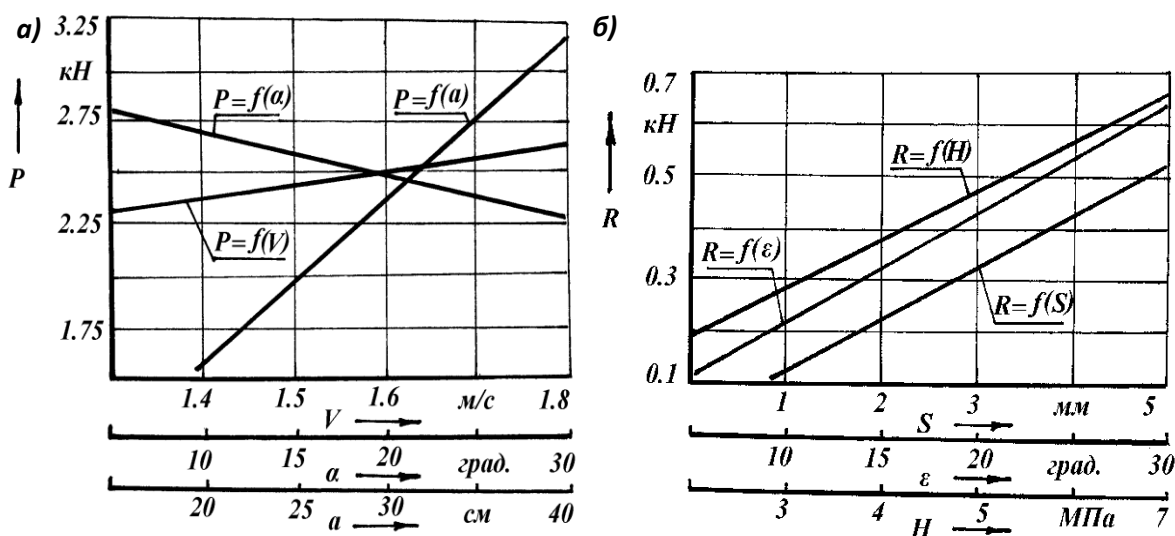 а)
3.25
кН
2.75
P
2.25
1.75
P=f(α)
P=f(a)
P=f(V)
1.4 1.5 1.6 м/с 1.8
V
10 15 20 град. 30
α
20 25 30 см 40
a
б)
0.7
кН
0.5
R
0.3
0.1
R=f(H)
R=f(ε)
R=f(S)
1 2 3 мм 5
S
10 15 20 град. 30
ε
3 4 5 МПа 7
H